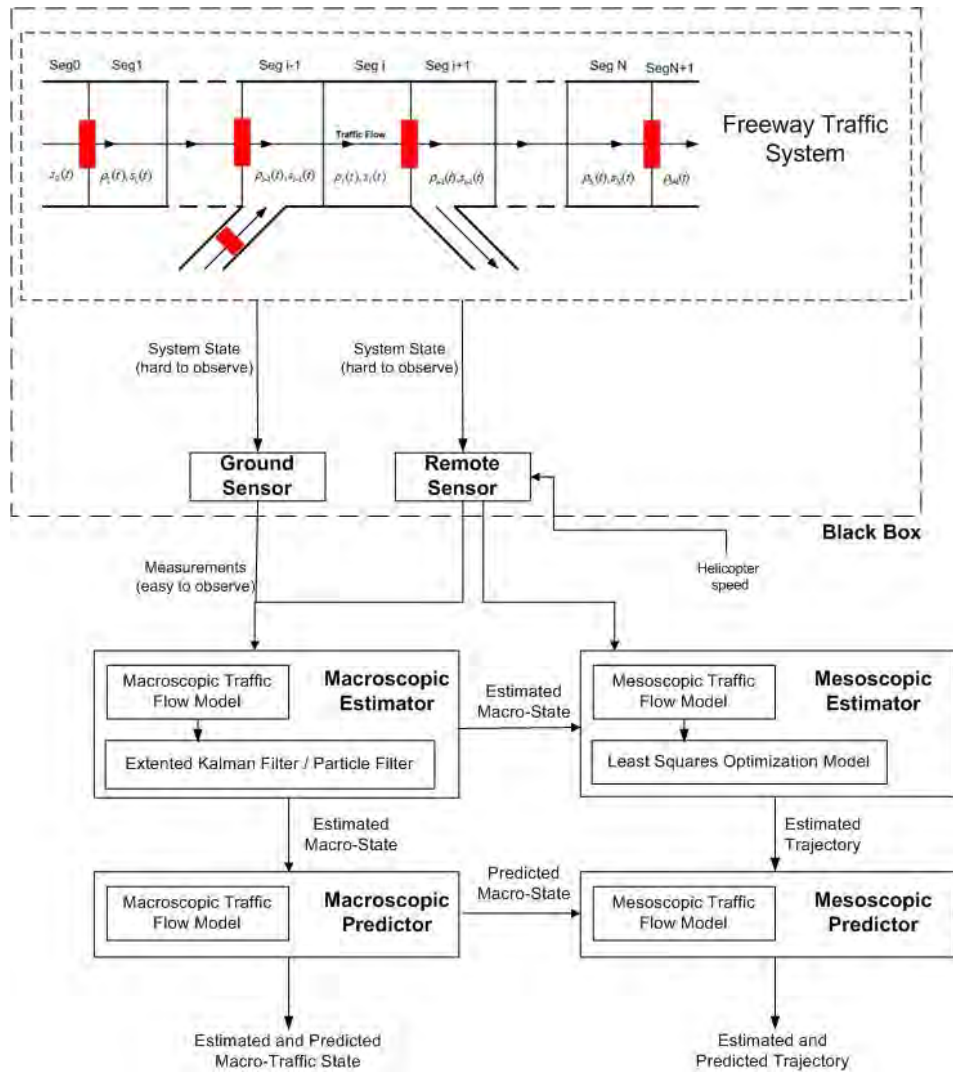 Seg0 Seg1 Seg i-1 Seg i Seg i+1 Seg N SegN+1
Freeway Traffic
System
Traffic Flow
System State
(hard to observe)
System State
(hard to observe)
Ground
Sensor
Remote
Sensor
Black Box
Measurements
(easy to observe)
Helicopter
speed
Macroscopic Traffic
Flow Model
Macroscopic
Estimator
Extented Kalman Filter / Particle Filter
Estimated
Macro-State
Mesoscopic Traffic
Flow Model
Mesoscopic
Estimator
Least Squares Optimization Model
Estimated
Macro-State
Estimated
Trajectory
Macroscopic Traffic
Flow Model
Macroscopic
Predictor
Predicted
Macro-State
Mesoscopic Traffic
Flow Model
Mesoscopic
Predictor
Estimated and Predicted
Macro-Traffic State
Estimated and
Predicted Trajectory